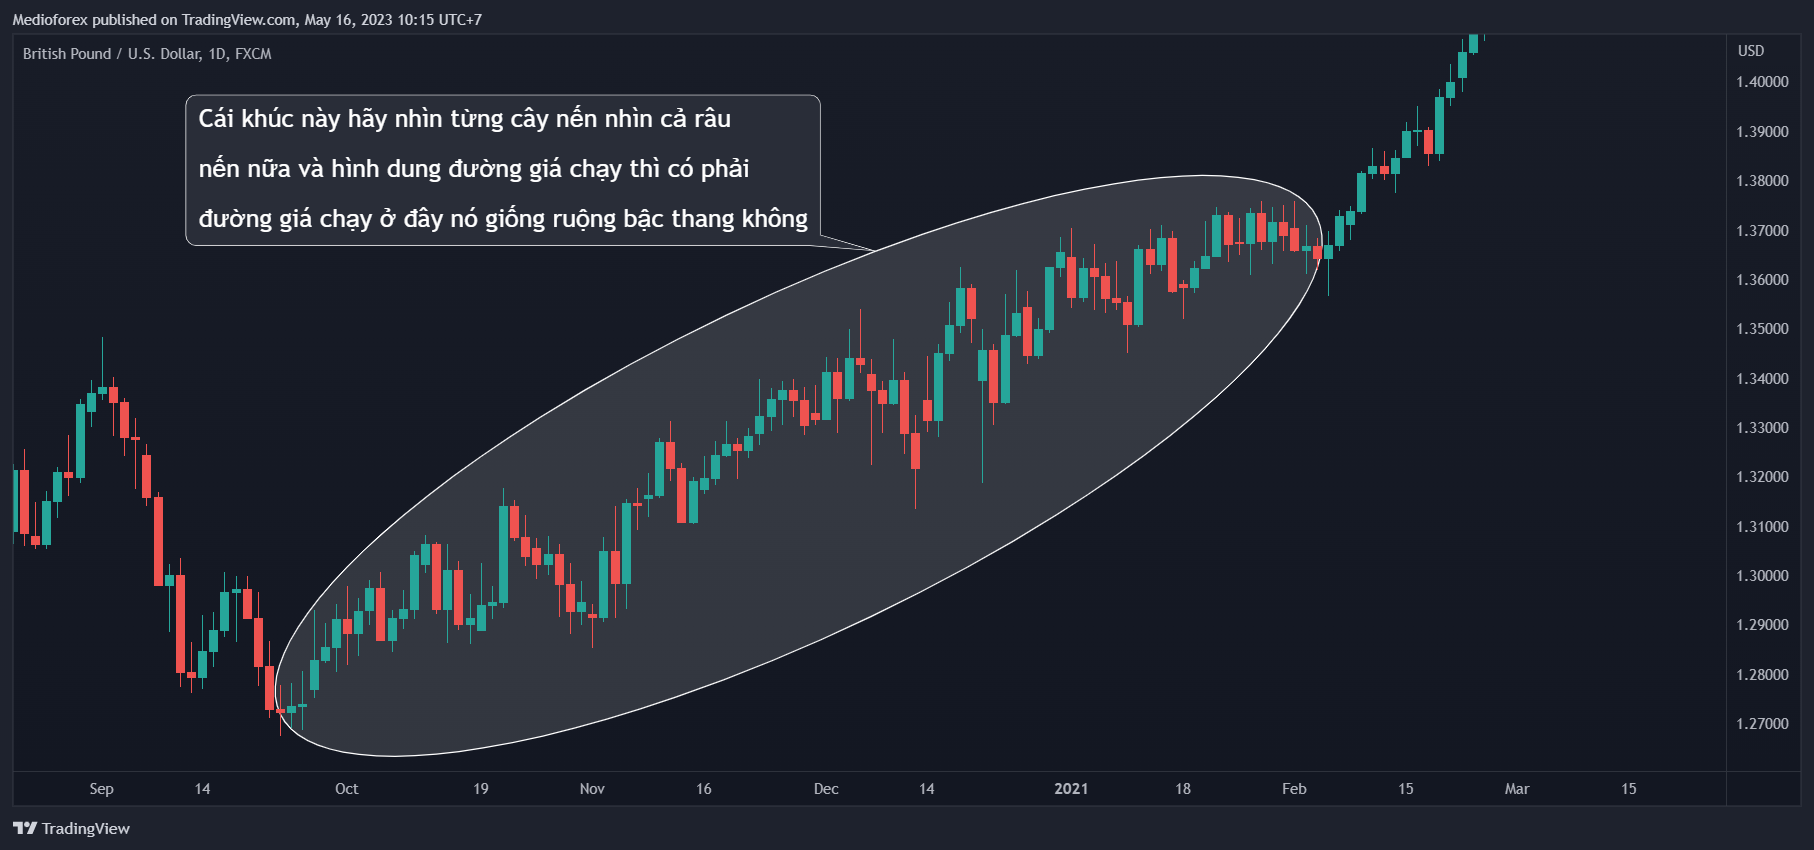 Medioforex published on TradingView.com, May 16, 2023 10:15 UTC+7
British Pound / U.S. Dollar, 1D, FXCM
USD
Cái khúc này hãy nhìn từng cây nến nhìn cả râu
nến nữa và hình dung đường giá chạy thì có phải
đường giá chạy ở đây nó giống ruộng bậc thang không
1.40000
1.39000
1.38000
1.37000
1.36000
1.35000
1.34000
1.33000
1.32000
1.31000
1.30000
1.29000
1.28000
1.27000
Sep 14 Oct 19 Nov 16 Dec 14 2021 18 Feb 15 Mar 15
TradingView